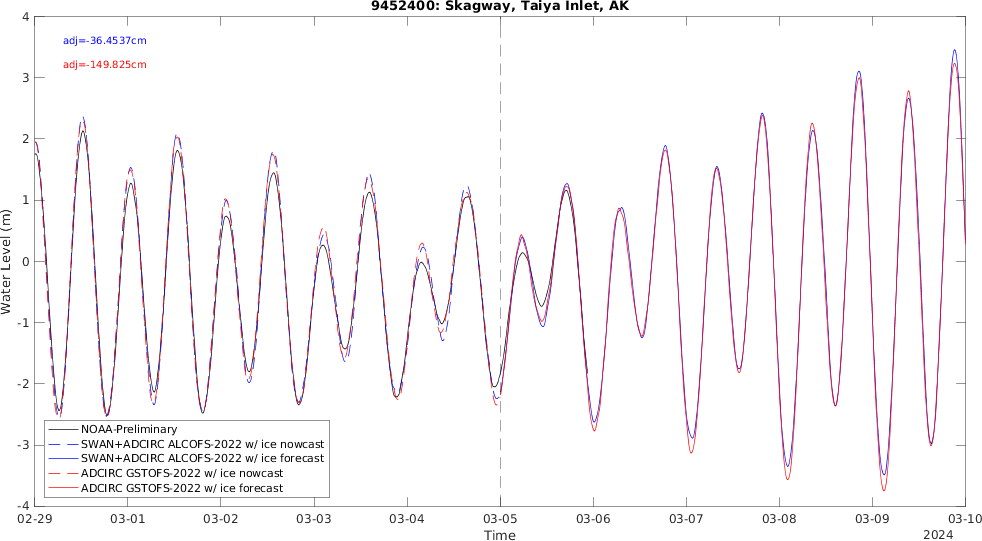 9452400: Skagway, Taiya Inlet, AK
4
adj=-36.4537cm
adj=-149.825cm
3
2
1
0
-1
-2
-3
-4
Water Level (m)
NOAA-Preliminary
SWAN+ADCIRC ALCOFS-2022 w/ ice nowcast
SWAN+ADCIRC ALCOFS-2022 w/ ice forecast
ADCIRC GSTOFS-2022 w/ ice nowcast
ADCIRC GSTOFS-2022 w/ ice forecast
02-29 03-01 03-02 03-03 03-04 03-05 03-06 03-07 03-08 03-09 03-10
Time
2024